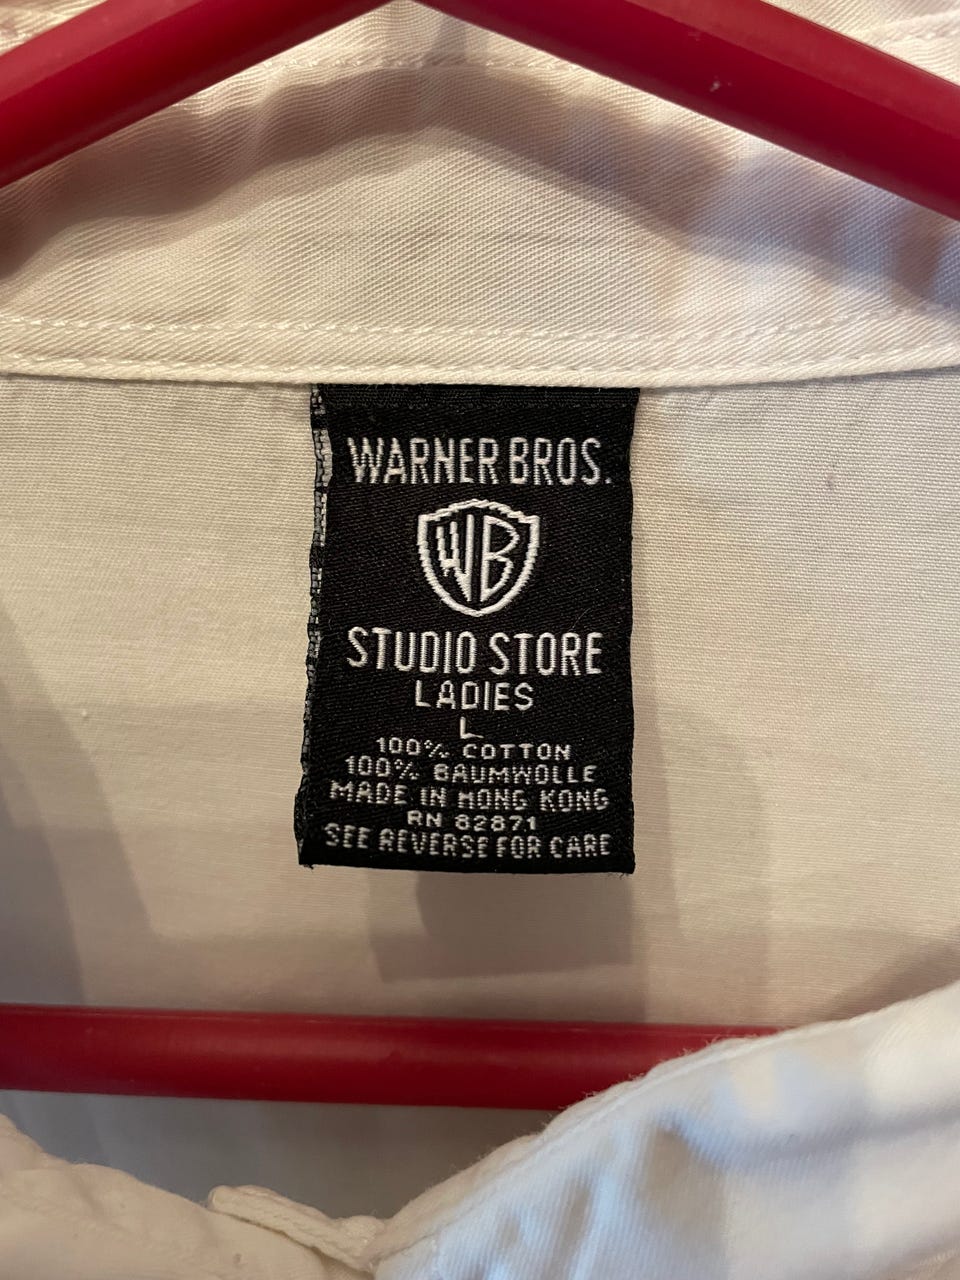 WARNER BROS.
WB
STUDIO STORE
LADIES
L
100% COTTON
100% BAUMWOLLE
MADE IN HONG KONG
RN 82871
SEE REVERSE FOR CARE